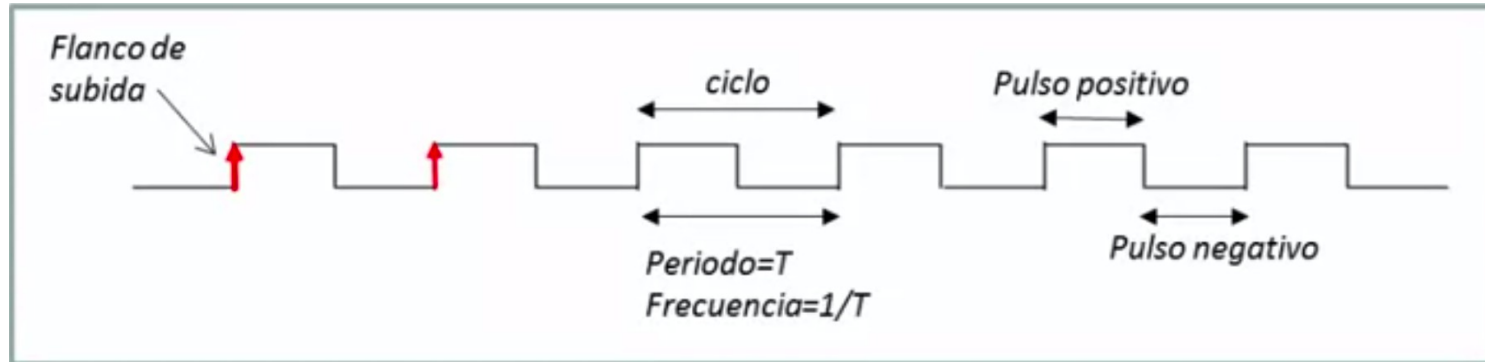 Flanco de
subida
ciclo
Pulso positivo
Periodo=T
Frecuencia=1/T
Pulso negativo